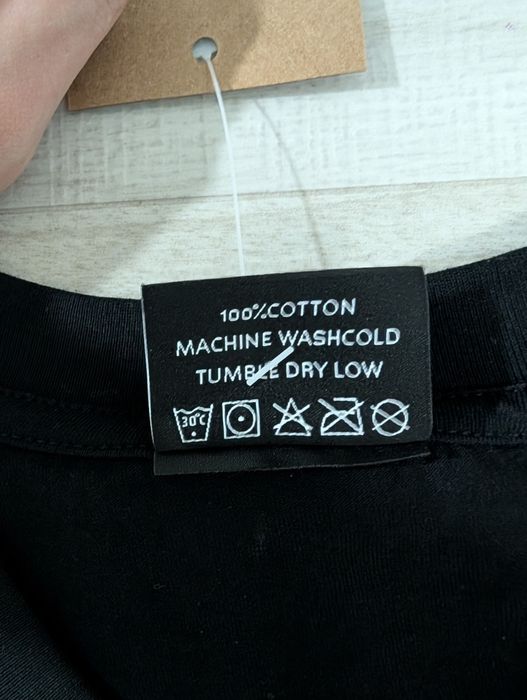 100%COTTON
MACHINE WASHCOLD
TUMBLE DRY LOW
30°C